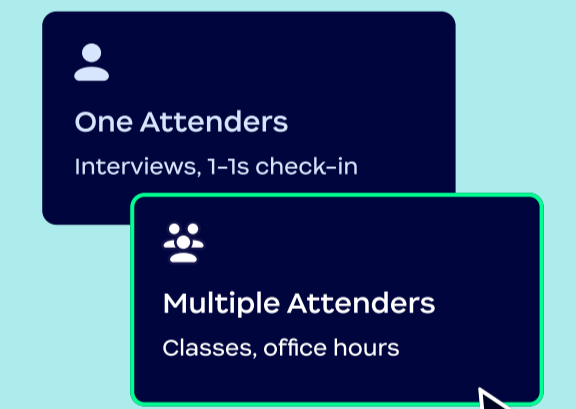 One Attenders
Interviews, 1-1s check-in
Multiple Attenders
Classes, office hours